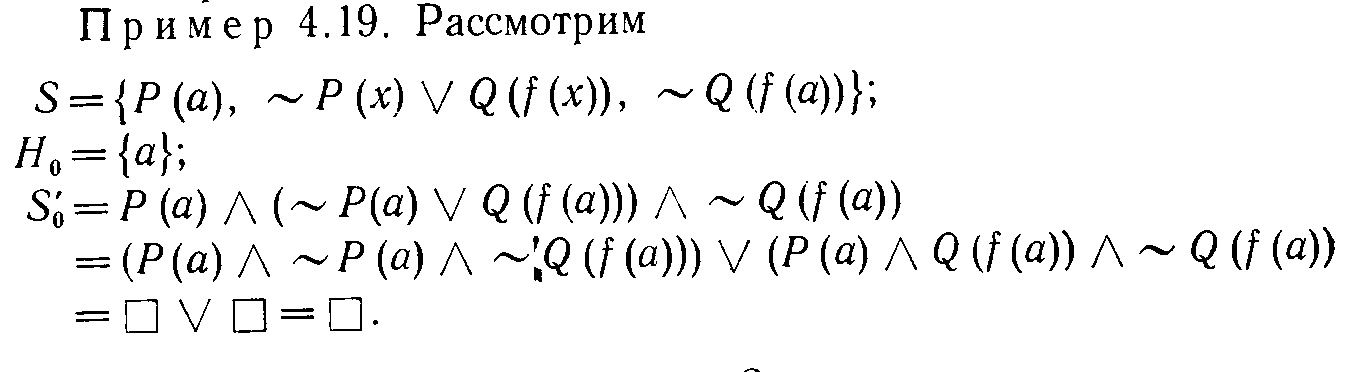 Пример 4.19. Рассмотрим
S = {P (a), ∼ P (x) ∨ Q (f (x)), ∼ Q (f (a))};
H₀ = {a};
S′₀ = P (a) ∧ (∼ P(a) ∨ Q (f (a))) ∧ ∼ Q (f (a))
= (P (a) ∧ ∼ P (a) ∧ ∼ Q (f (a))) ∨ (P (a) ∧ Q (f (a)) ∧ ∼ Q (f (a))
= □ ∨ □ = □.